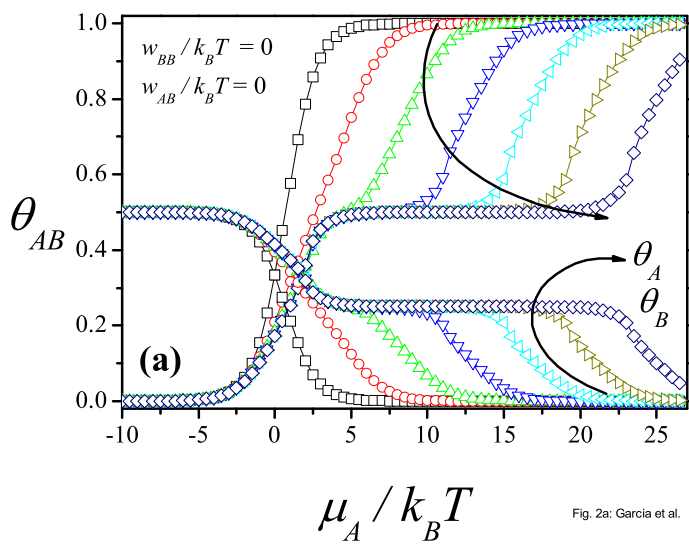 1.0
0.8
0.6
0.4
0.2
0.0
θ_AB
w_BB / k_B T = 0
w_AB / k_B T = 0
θ_A
θ_B
(a)
-10 -5 0 5 10 15 20 25
μ_A / k_B T
Fig. 2a: Garcia et al.